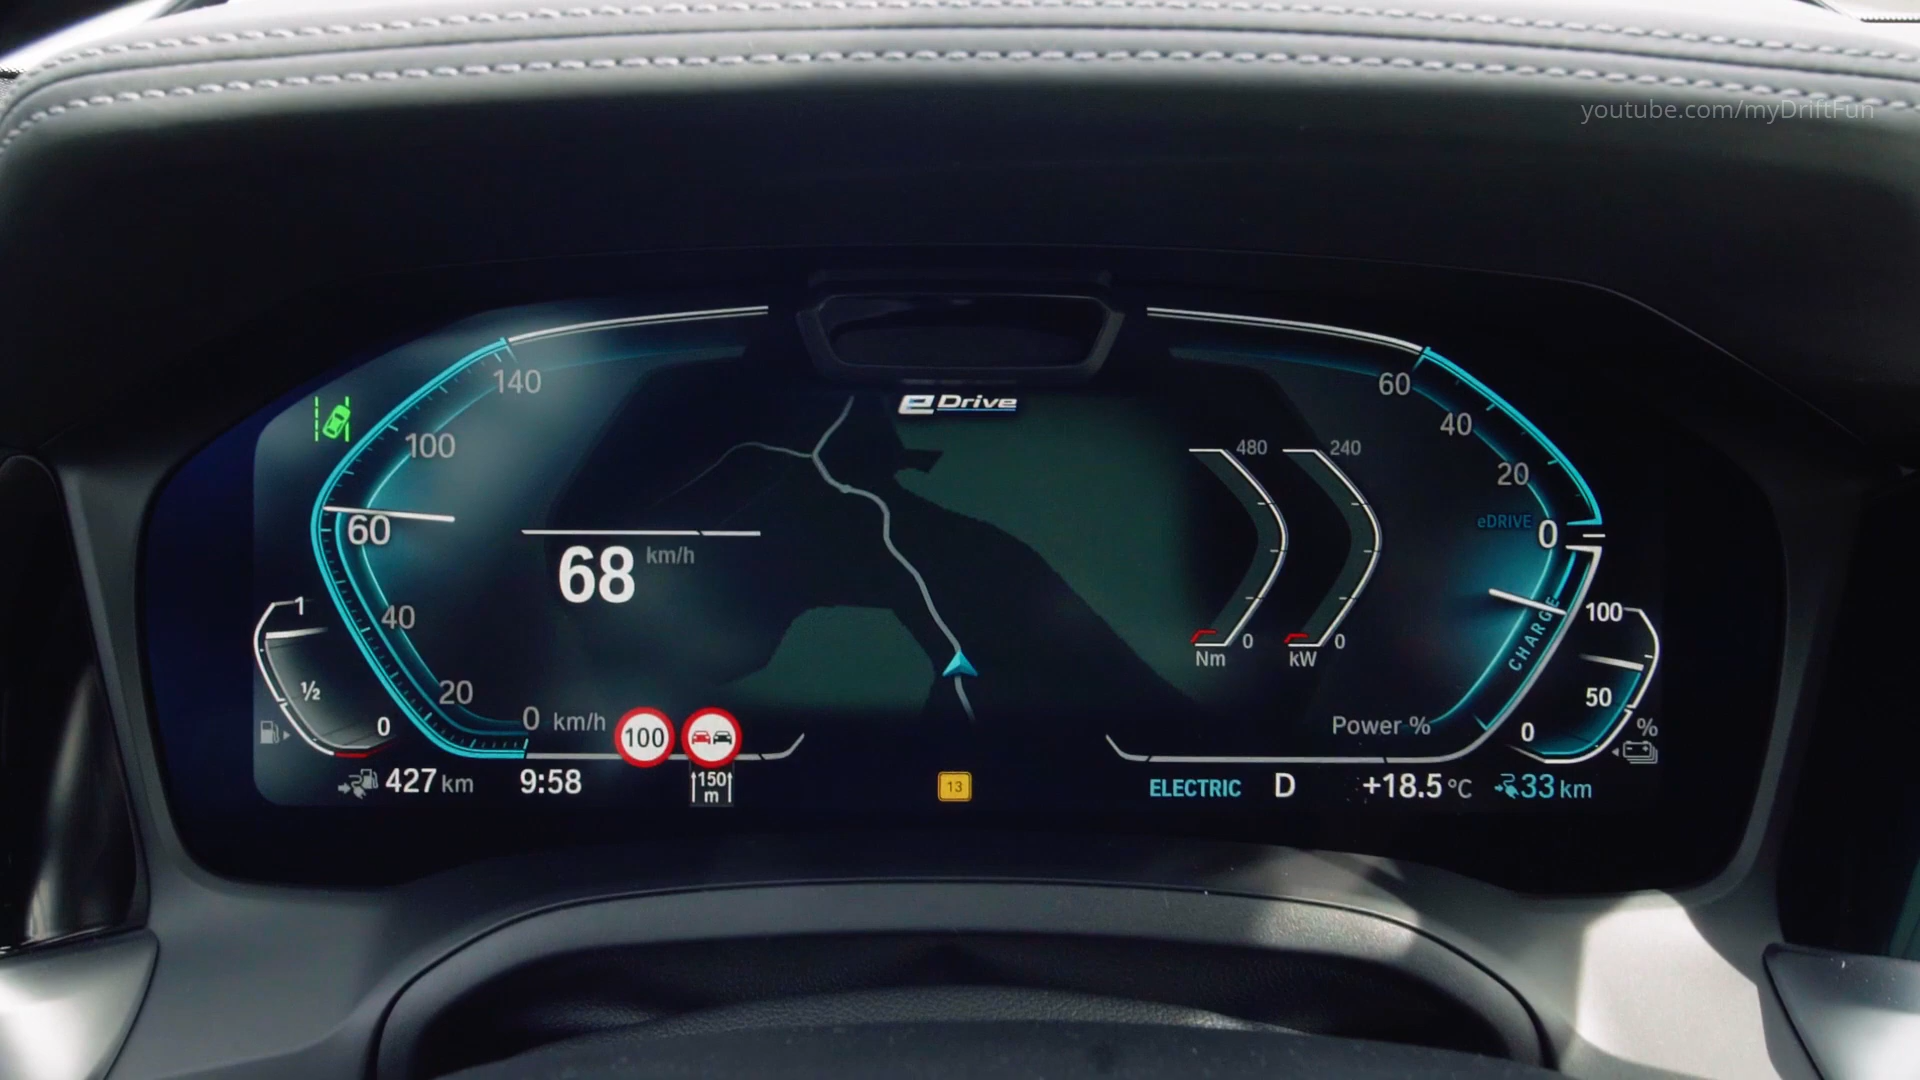 youtube.com/myDriftFun
eDrive
140
100
60
40
20
0 km/h
68 km/h
1
1/2
0
100
150
m
427 km
9:58
13
480
0
Nm
240
0
kW
60
40
20
eDRIVE 0
CHARGE
Power %
100
50
0
%
ELECTRIC D +18.5 °C 33 km